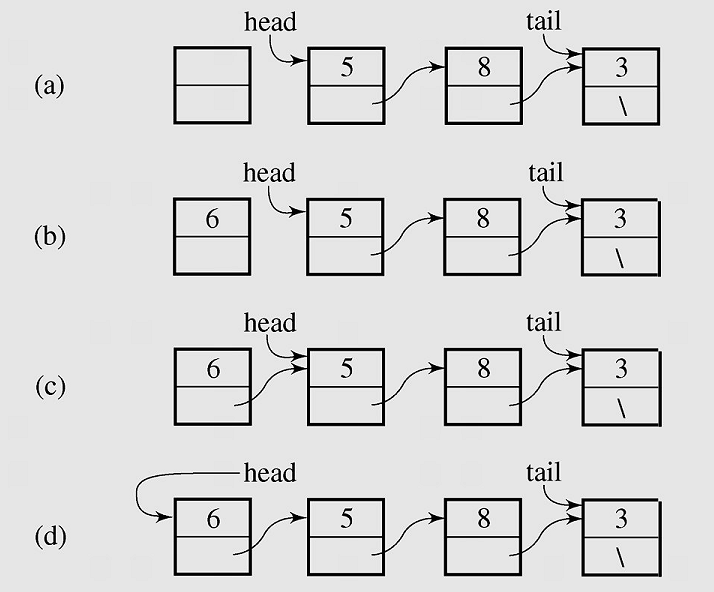 head tail
(a) 5 8 3
\
head tail
(b) 6 5 8 3
\
head tail
(c) 6 5 8 3
\
head tail
(d) 6 5 8 3
\